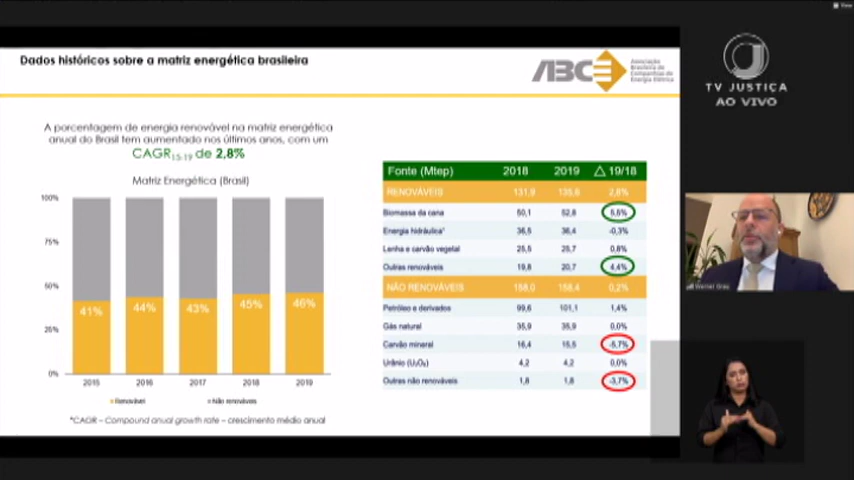 View
Dados históricos sobre a matriz energética brasileira
ABCE
Associação
Brasileira de
Companhias de
Energia Elétrica
TV JUSTIÇA
AO VIVO
A porcentagem de energia renovável na matriz energética
anual do Brasil tem aumentado nos últimos anos, com um
CAGR15-19 de 2,8%
Matriz Energética (Brasil)
100%
75%
50%
25%
0%
41% 44% 43% 45% 46%
2015 2016 2017 2018 2019
Renovável Não renováveis
*CAGR – Compound anual growth rate – crescimento médio anual
Fonte (Mtep) 2018 2019 △ 19/18
RENOVÁVEIS 131,9 135,6 2,8%
Biomassa da cana 50,1 52,8 5,5%
Energia hidráulica¹ 36,5 36,4 -0,3%
Lenha e carvão vegetal 25,5 25,7 0,8%
Outras renováveis 19,8 20,7 4,4%
NÃO RENOVÁVEIS 158,0 158,4 0,2%
Petróleo e derivados 99,6 101,1 1,4%
Gás natural 35,9 35,9 0,0%
Carvão mineral 16,4 15,5 -5,7%
Urânio (U₃O₈) 4,2 4,2 0,0%
Outras não renováveis 1,8 1,8 -3,7%